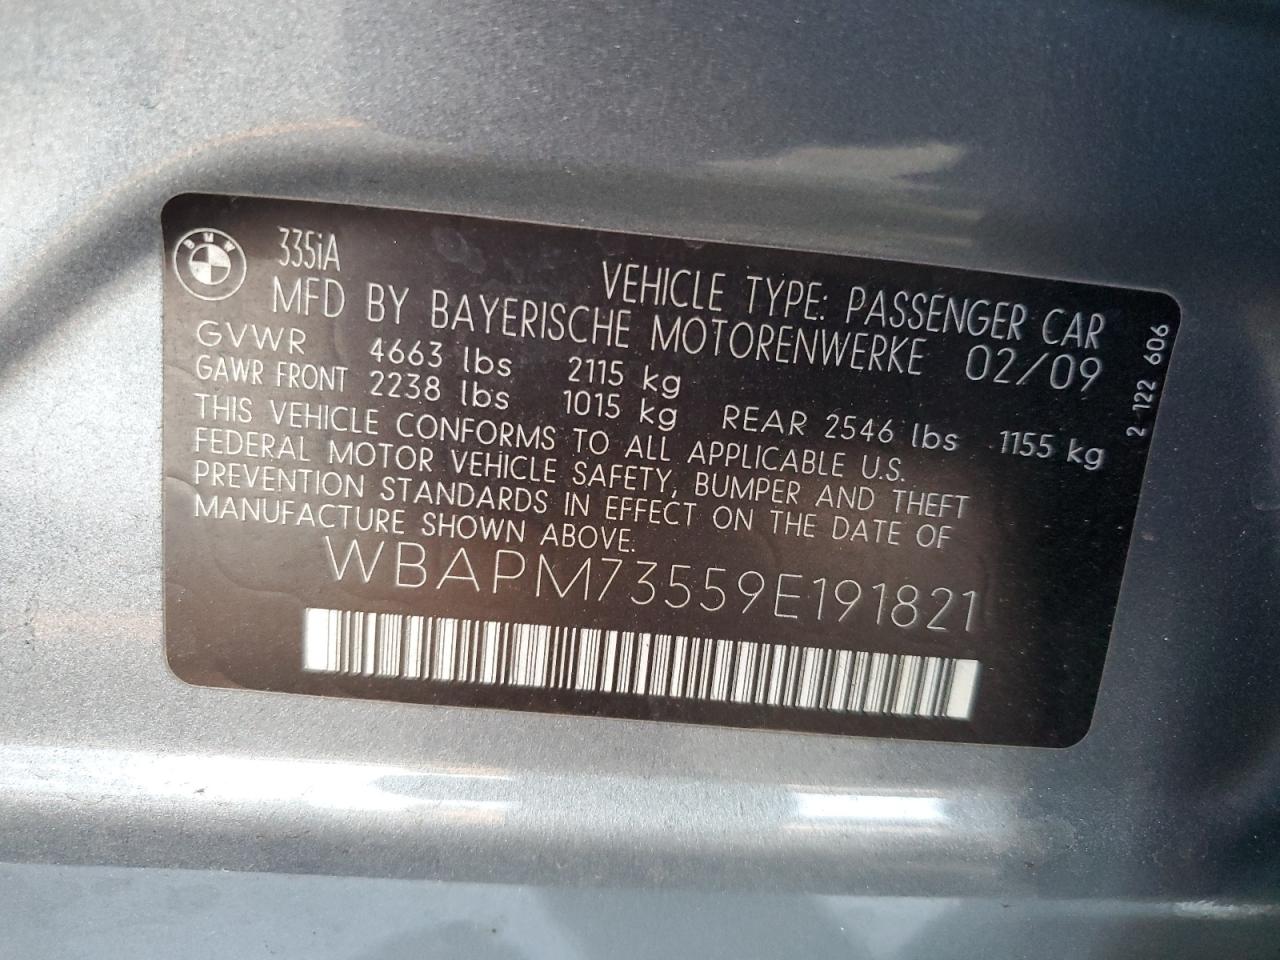 BMW
335iA
VEHICLE TYPE: PASSENGER CAR
MFD BY BAYERISCHE MOTORENWERKE 02/09
GVWR 4663 lbs 2115 kg
GAWR FRONT 2238 lbs 1015 kg REAR 2546 lbs 1155 kg
THIS VEHICLE CONFORMS TO ALL APPLICABLE U.S.
FEDERAL MOTOR VEHICLE SAFETY, BUMPER AND THEFT
PREVENTION STANDARDS IN EFFECT ON THE DATE OF
MANUFACTURE SHOWN ABOVE.
WBAPM73559E191821
2-122 606